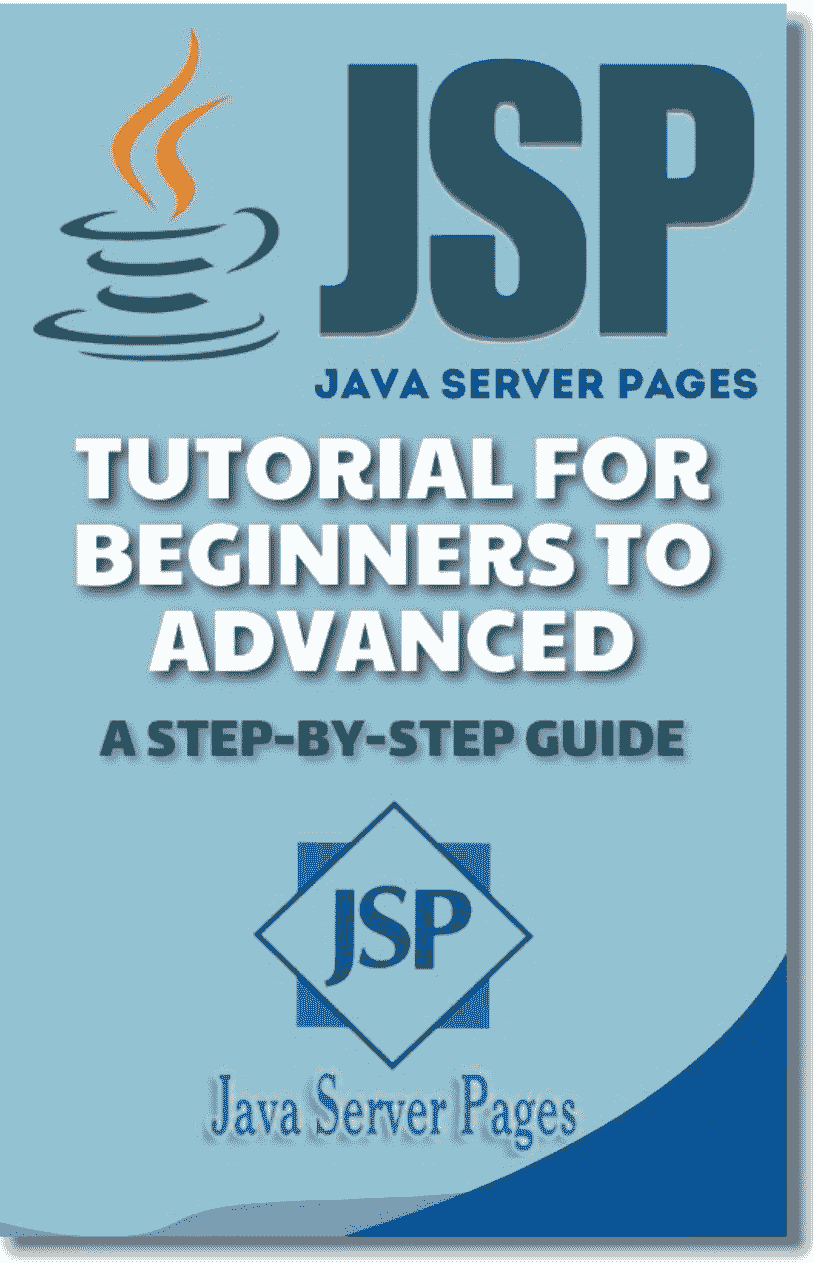 JSP
JAVA SERVER PAGES
TUTORIAL FOR
BEGINNERS TO
ADVANCED
A STEP-BY-STEP GUIDE
JSP
Java Server Pages